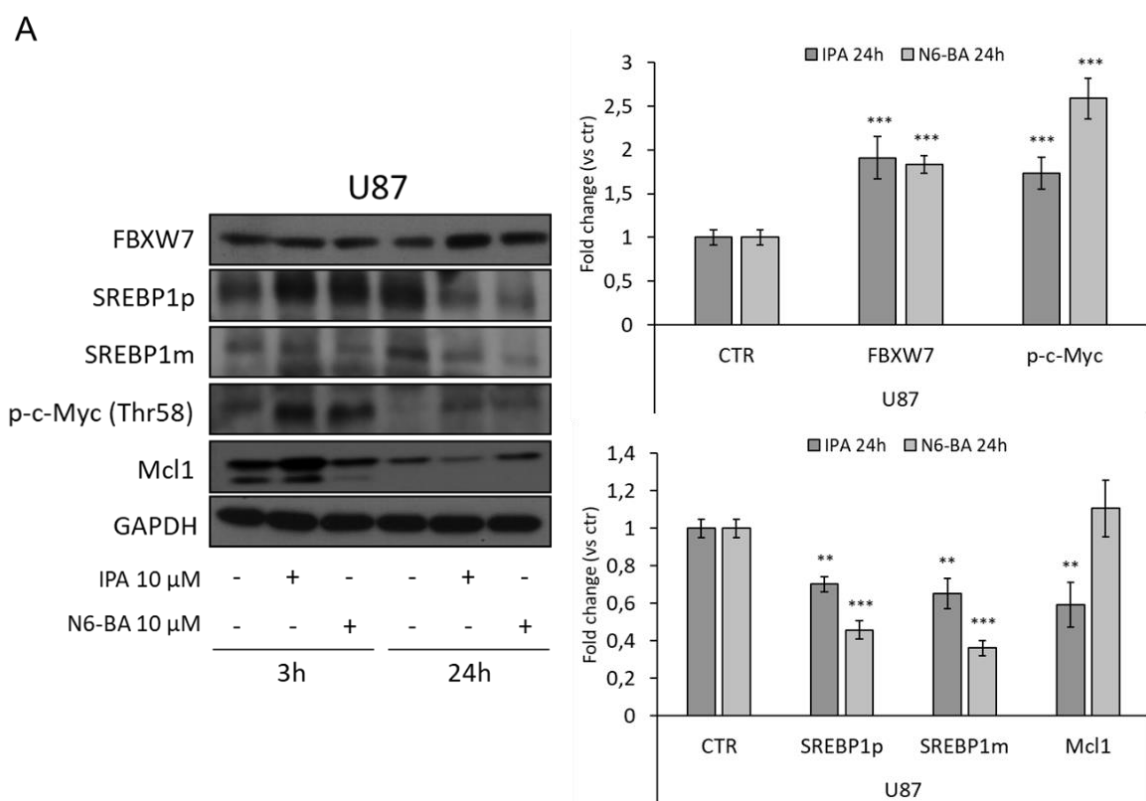 A
U87
FBXW7
SREBP1p
SREBP1m
p-c-Myc (Thr58)
Mcl1
GAPDH
IPA 10 µM - + - - + -
N6-BA 10 µM - - + - - +
3h 24h
IPA 24h N6-BA 24h
Fold change (vs ctr)
3
2,5
2
1,5
1
0,5
0
*** *** *** ***
CTR FBXW7 p-c-Myc
U87
IPA 24h N6-BA 24h
Fold change (vs ctr)
1,4
1,2
1
0,8
0,6
0,4
0,2
0
** *** ** *** **
CTR SREBP1p SREBP1m Mcl1
U87